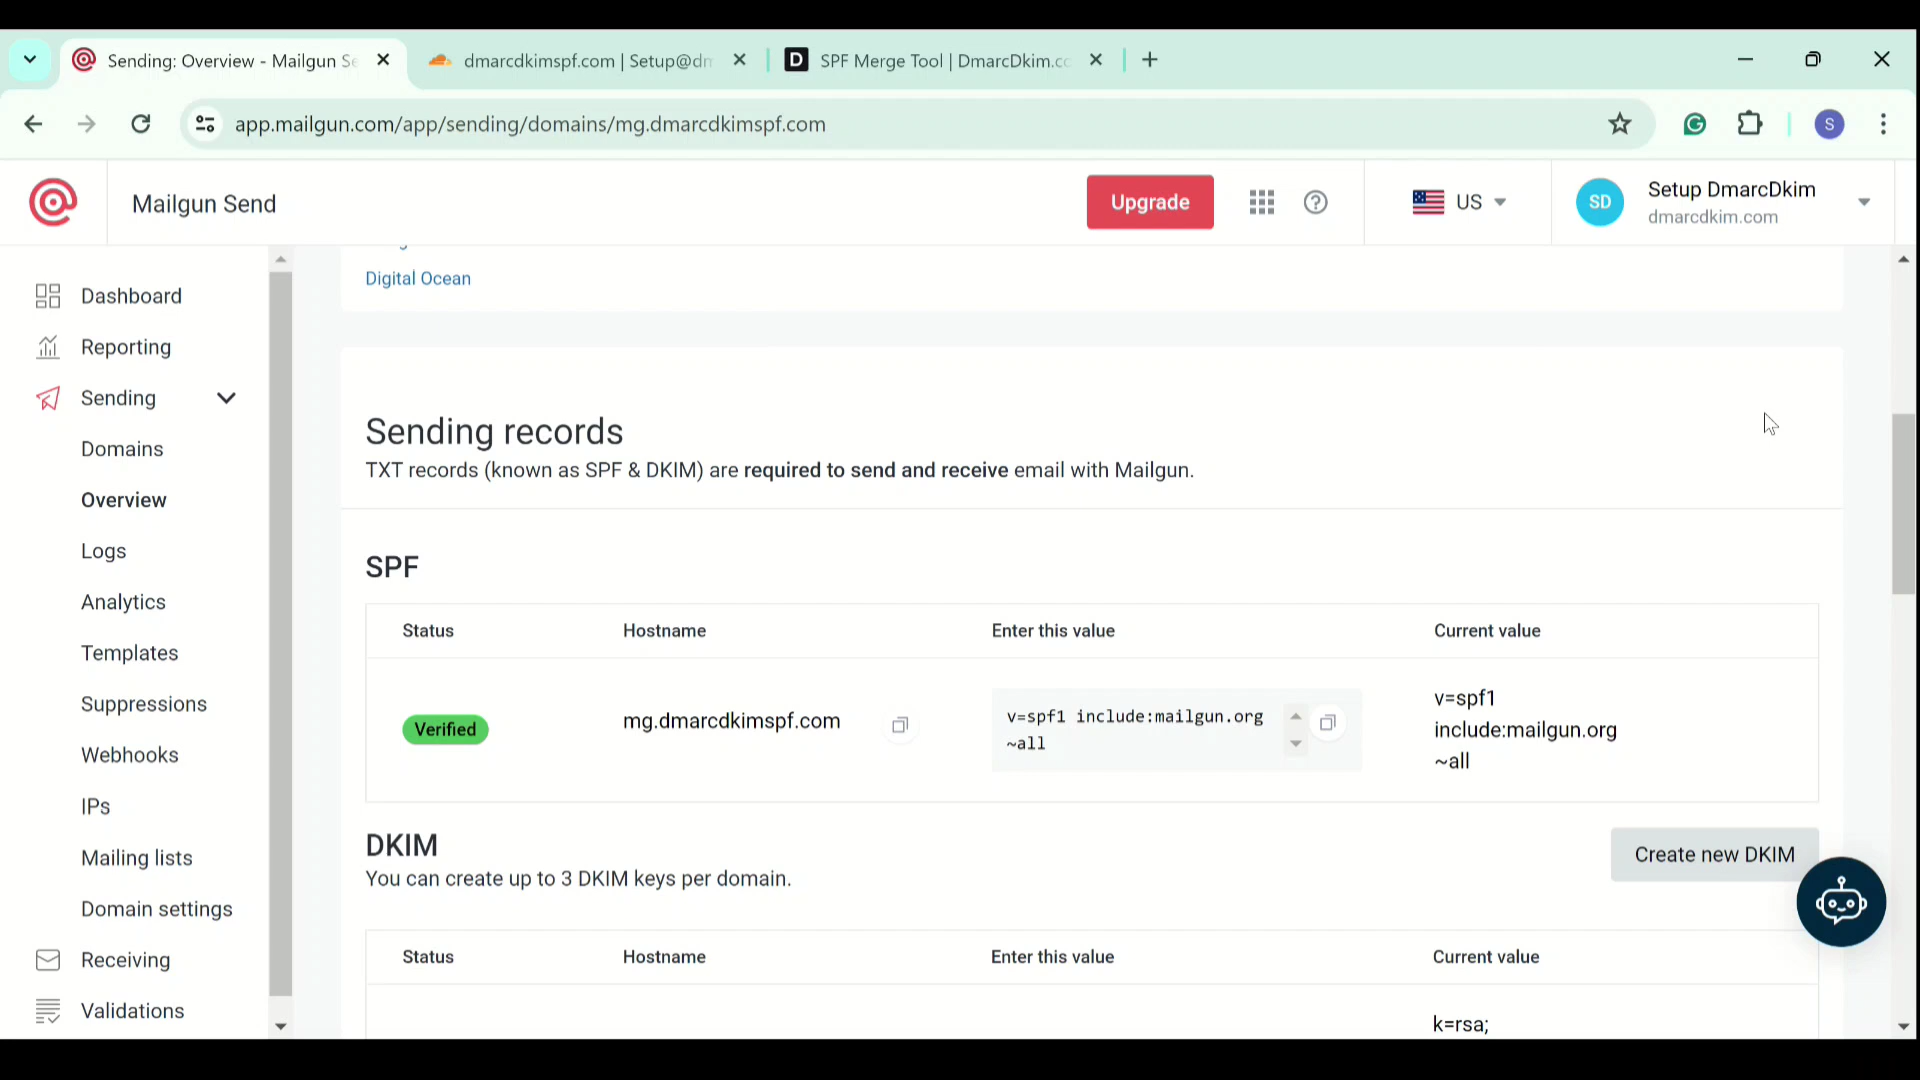 Sending: Overview - Mailgun Se
dmarcdkimspf.com | Setup@dm
D
SPF Merge Tool | DmarcDkim.cc
app.mailgun.com/app/sending/domains/mg.dmarcdkimspf.com
S
Mailgun Send
Upgrade
US
SD
Setup DmarcDkim
dmarcdkim.com
Dashboard
Reporting
Sending
Domains
Overview
Logs
Analytics
Templates
Suppressions
Webhooks
IPs
Mailing lists
Domain settings
Receiving
Validations
Digital Ocean
Sending records
TXT records (known as SPF & DKIM) are required to send and receive email with Mailgun.
SPF
Status Hostname Enter this value Current value
Verified
mg.dmarcdkimspf.com
v=spf1 include:mailgun.org
~all
v=spf1
include:mailgun.org
~all
DKIM
You can create up to 3 DKIM keys per domain.
Create new DKIM
Status Hostname Enter this value Current value
k=rsa;